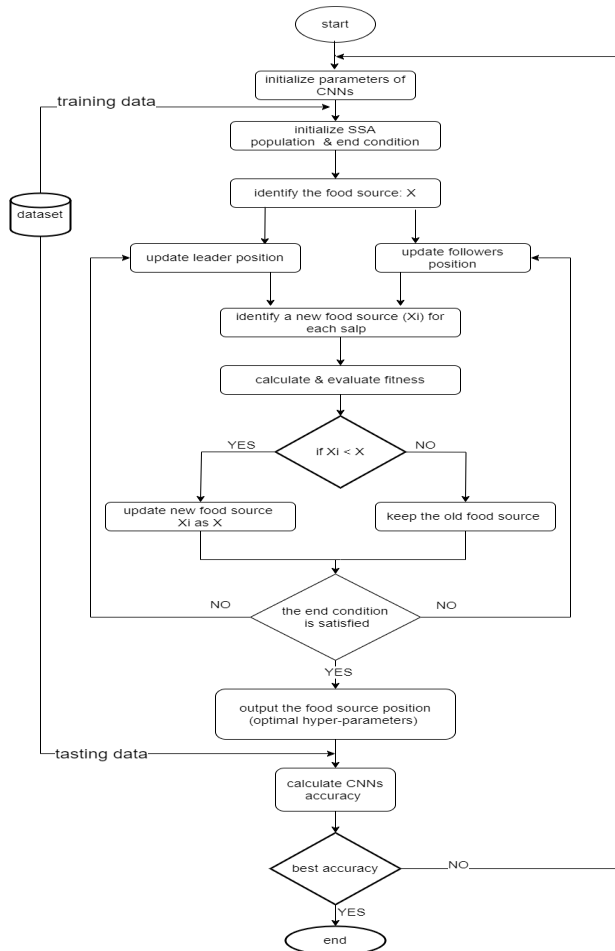 start
initialize parameters of
CNNs
training data
initialize SSA
population & end condition
identify the food source: X
dataset
update leader position
update followers
position
identify a new food source (Xi) for
each salp
calculate & evaluate fitness
YES
if Xi < X
NO
update new food source
Xi as X
keep the old food source
NO
the end condition
is satisfied
NO
YES
output the food source position
(optimal hyper-parameters)
tasting data
calculate CNNs
accuracy
best accuracy
NO
YES
end